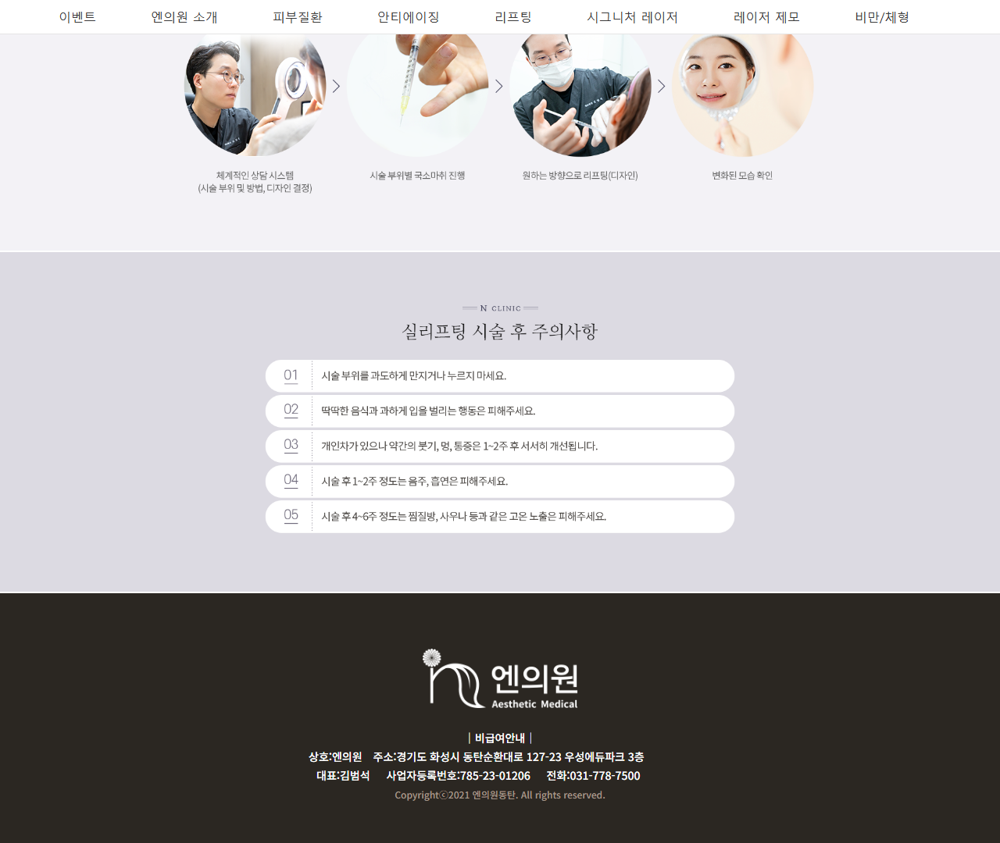 이벤트 엔의원 소개 피부질환 안티에이징 리프팅 시그니처 레이저 레이저 제모 비만/체형
체계적인 상담 시스템
(시술 부위 및 방법, 디자인 결정)
시술 부위별 국소마취 진행
원하는 방향으로 리프팅(디자인)
변화된 모습 확인
N CLINIC
실리프팅 시술 후 주의사항
01 시술 부위를 과도하게 만지거나 누르지 마세요.
02 딱딱한 음식과 과하게 입을 벌리는 행동은 피해주세요.
03 개인차가 있으나 약간의 붓기, 멍, 통증은 1~2주 후 서서히 개선됩니다.
04 시술 후 1~2주 정도는 음주, 흡연은 피해주세요.
05 시술 후 4~6주 정도는 찜질방, 사우나 등과 같은 고온 노출은 피해주세요.
엔의원
Aesthetic Medical
| 비급여안내 |
상호:엔의원 주소:경기도 화성시 동탄순환대로 127-23 우성에듀파크 3층
대표:김범석 사업자등록번호:785-23-01206 전화:031-778-7500
Copyrightⓒ2021 엔의원동탄. All rights reserved.